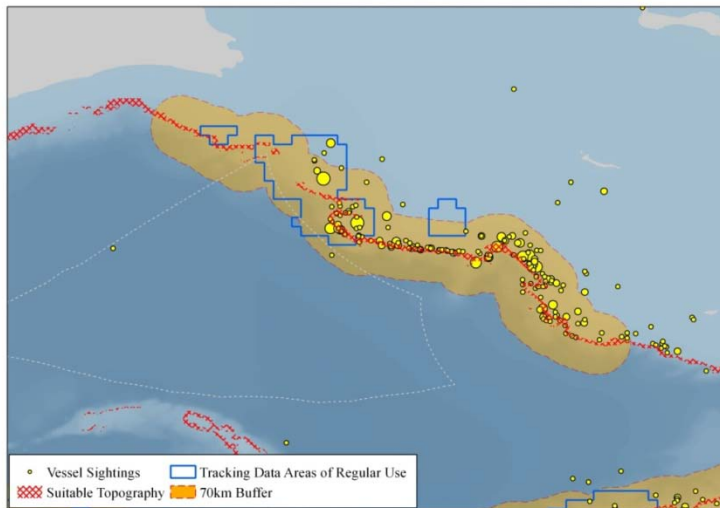 Vessel Sightings
Tracking Data Areas of Regular Use
Suitable Topography
70km Buffer